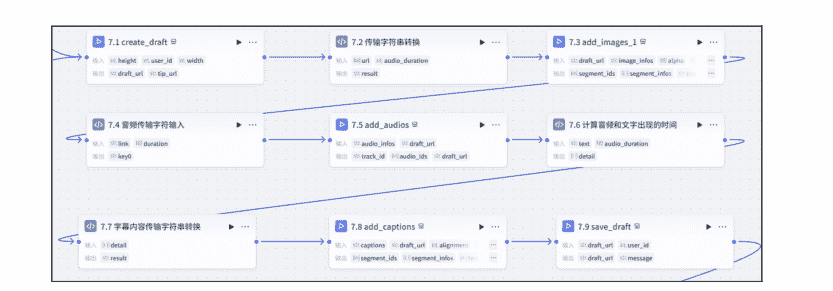 7.1 create_draft
输入 height user_id width
输出 draft_url tip_url
7.2 传输字符串转换
输入 url audio_duration
输出 result
7.3 add_images_1
输入 draft_url image_infos alpha
输出 segment_ids segment_infos
7.4 音频传输字符输入
输入 link duration
输出 key0
7.5 add_audios
输入 audio_infos draft_url
输出 track_id audio_ids draft_url
7.6 计算音频和文字出现的时间
输入 text audio_duration
输出 detail
7.7 字幕内容传输字符串转换
输入 detail
输出 result
7.8 add_captions
输入 captions draft_url alignment
输出 segment_ids segment_infos
7.9 save_draft
输入 draft_url user_id
输出 draft_url message